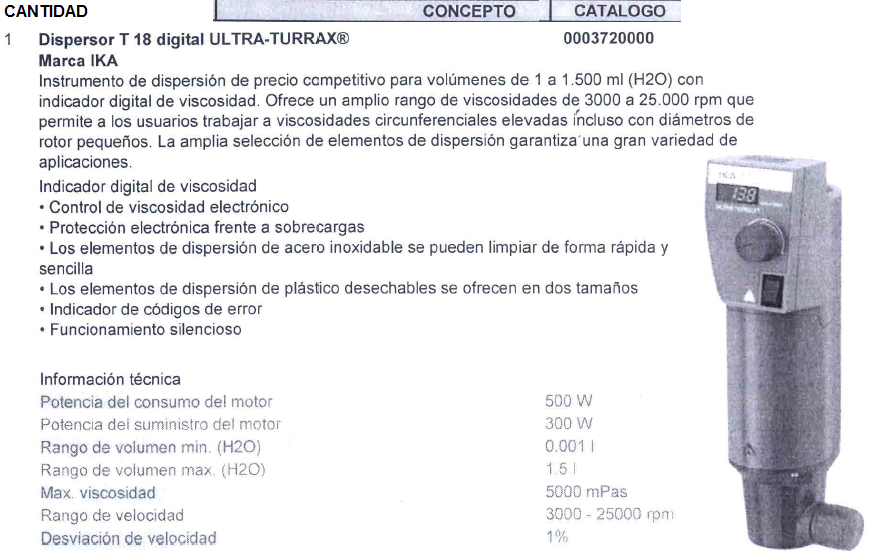 CANTIDAD CONCEPTO CATALOGO
1 Dispersor T 18 digital ULTRA-TURRAX® 0003720000
Marca IKA
Instrumento de dispersión de precio competitivo para volúmenes de 1 a 1.500 ml (H2O) con
indicador digital de viscosidad. Ofrece un amplio rango de viscosidades de 3000 a 25.000 rpm que
permite a los usuarios trabajar a viscosidades circunferenciales elevadas incluso con diámetros de
rotor pequeños. La amplia selección de elementos de dispersión garantiza una gran variedad de
aplicaciones.
Indicador digital de viscosidad
• Control de viscosidad electrónico
• Protección electrónica frente a sobrecargas
• Los elementos de dispersión de acero inoxidable se pueden limpiar de forma rápida y
sencilla
• Los elementos de dispersión de plástico desechables se ofrecen en dos tamaños
• Indicador de códigos de error
• Funcionamiento silencioso
IKA
138
ULTRA-TURRAX
Información técnica
Potencia del consumo del motor 500 W
Potencia del suministro del motor 300 W
Rango de volumen min. (H2O) 0.001 l
Rango de volumen max. (H2O) 1.5 l
Max. viscosidad 5000 mPas
Rango de velocidad 3000 - 25000 rpm
Desviación de velocidad 1%